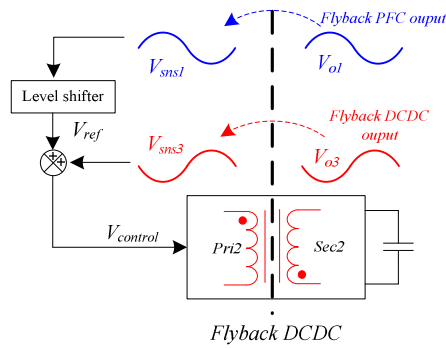 Flyback PFC ouput
Vsns1
Vo1
Level shifter
Vref
Flyback DCDC
ouput
Vsns3
Vo3
++
Vcontrol
Pri2
Sec2
Flyback DCDC